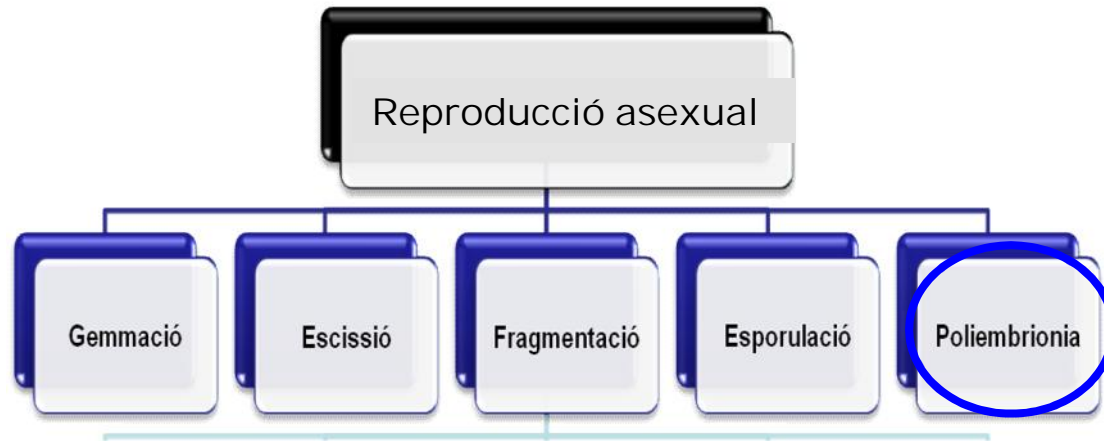 Reproducció asexual
Gemmació
Escissió
Fragmentació
Esporulació
Poliembrionia